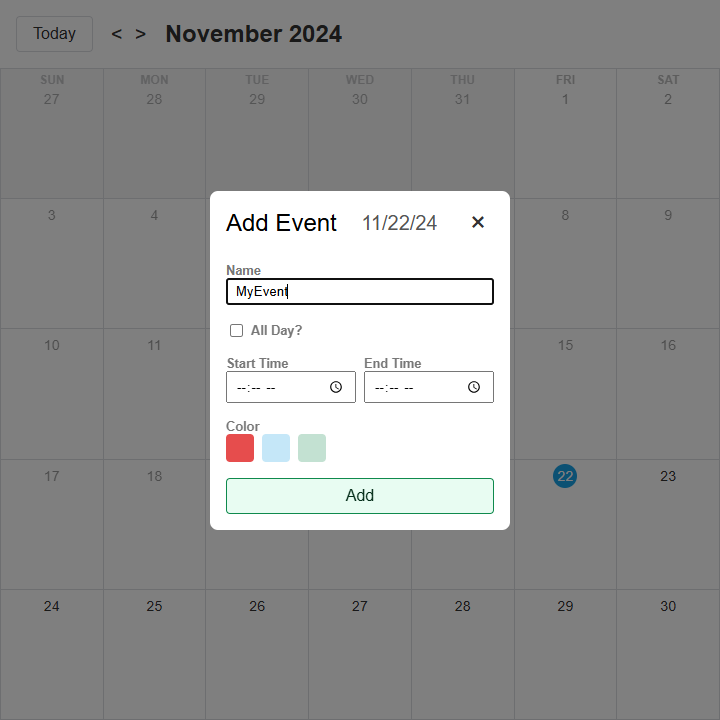 Today < > November 2024
SUN MON TUE WED THU FRI SAT
27 28 29 30 31 1 2
3 4 8 9
Add Event 11/22/24 ✕
Name
MyEvent
All Day?
10 11 15 16
Start Time End Time
--:-- -- --:-- --
Color
17 18 22 23
Add
24 25 26 27 28 29 30